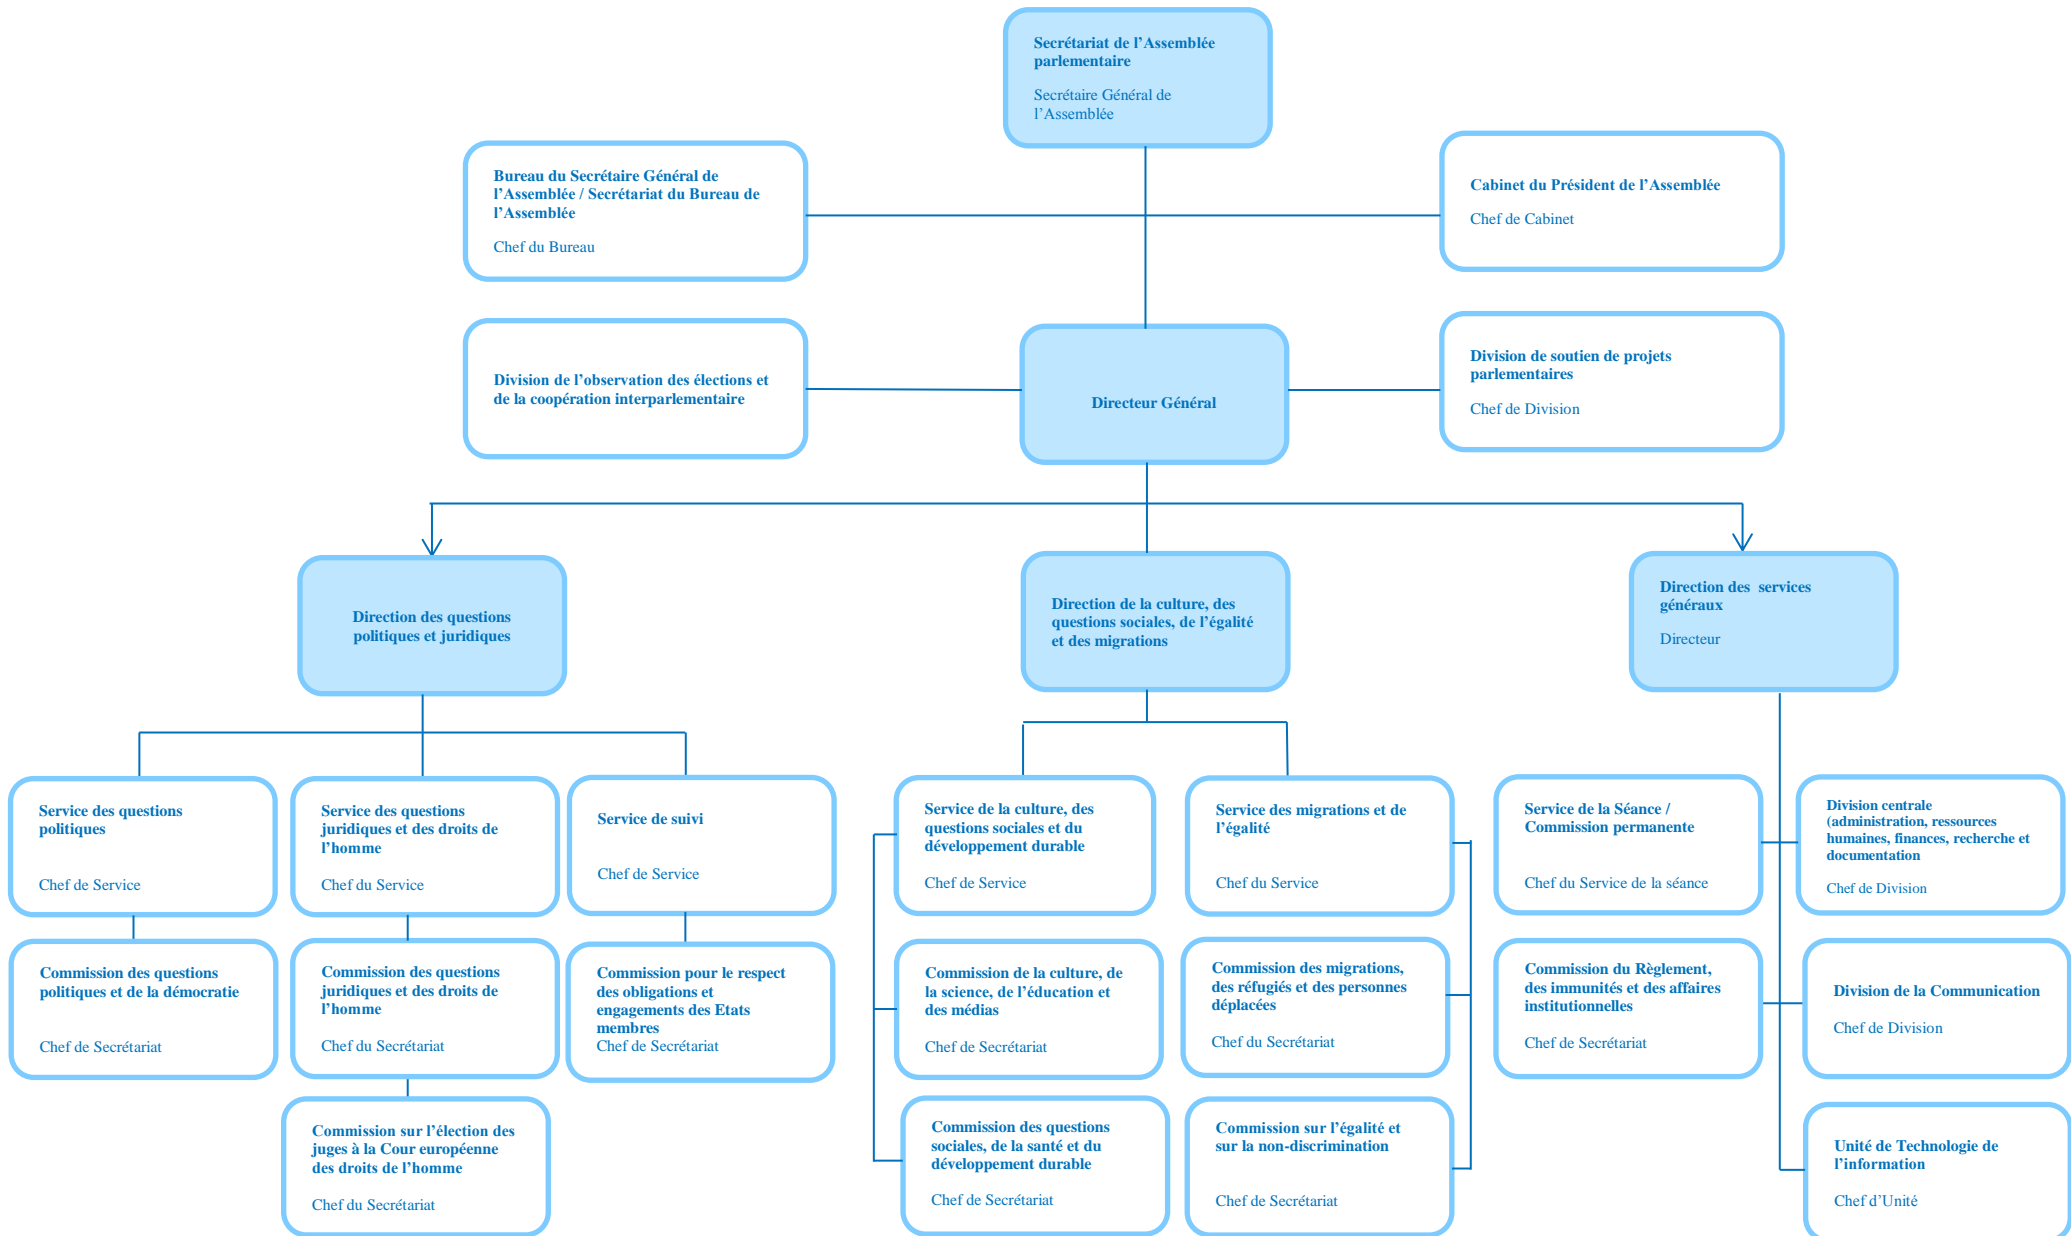 Secrétariat de l’Assemblée
parlementaire
Secrétaire Général de
l’Assemblée
Bureau du Secrétaire Général de
l’Assemblée / Secrétariat du Bureau de
l’Assemblée
Chef du Bureau
Cabinet du Président de l’Assemblée
Chef de Cabinet
Division de l’observation des élections et
de la coopération interparlementaire
Directeur Général
Division de soutien de projets
parlementaires
Chef de Division
Direction des questions
politiques et juridiques
Direction de la culture, des
questions sociales, de l’égalité
et des migrations
Direction des  services
généraux
Directeur
Service des questions
politiques
Chef de Service
Service des questions
juridiques et des droits de
l’homme
Chef du Service
Service de suivi
Chef de Service
Service de la culture, des
questions sociales et du
développement durable
Chef de Service
Service des migrations et de
l’égalité
Chef du Service
Service de la Séance /
Commission permanente
Chef du Service de la séance
Division centrale
(administration, ressources
humaines, finances, recherche et
documentation
Chef de Division
Commission des questions
politiques et de la démocratie
Chef de Secrétariat
Commission des questions
juridiques et des droits de
l’homme
Chef du Secrétariat
Commission pour le respect
des obligations et
engagements des Etats
membres
Chef de Secrétariat
Commission de la culture, de
la science, de l’éducation et
des médias
Chef de Secrétariat
Commission des migrations,
des réfugiés et des personnes
déplacées
Chef du Secrétariat
Commission du Règlement,
des immunités et des affaires
institutionnelles
Chef de Secrétariat
Division de la Communication
Chef de Division
Commission sur l’élection des
juges à la Cour européenne
des droits de l’homme
Chef du Secrétariat
Commission des questions
sociales, de la santé et du
développement durable
Chef de Secrétariat
Commission sur l’égalité et
sur la non-discrimination
Chef de Secrétariat
Unité de Technologie de
l’information
Chef d’Unité